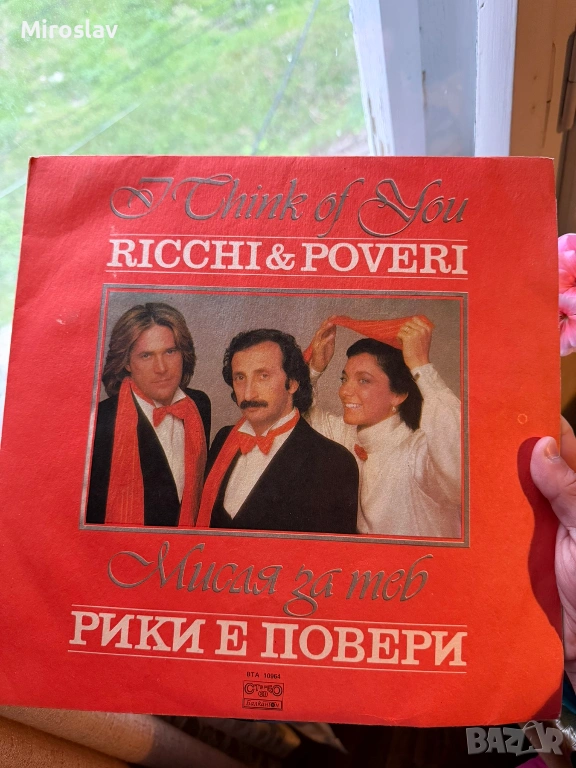 Miroslav
I Think of You
RICCHI & POVERI
Мисля за теб
РИКИ Е ПОВЕРИ
ВТА 10964
СТЕРЕО
Балкантон
BAZAR